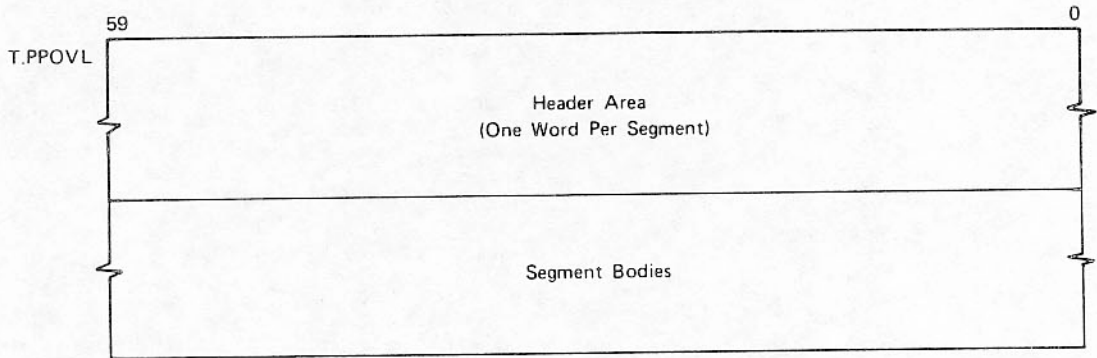 59 0
T.PPOVL
Header Area
(One Word Per Segment)
Segment Bodies